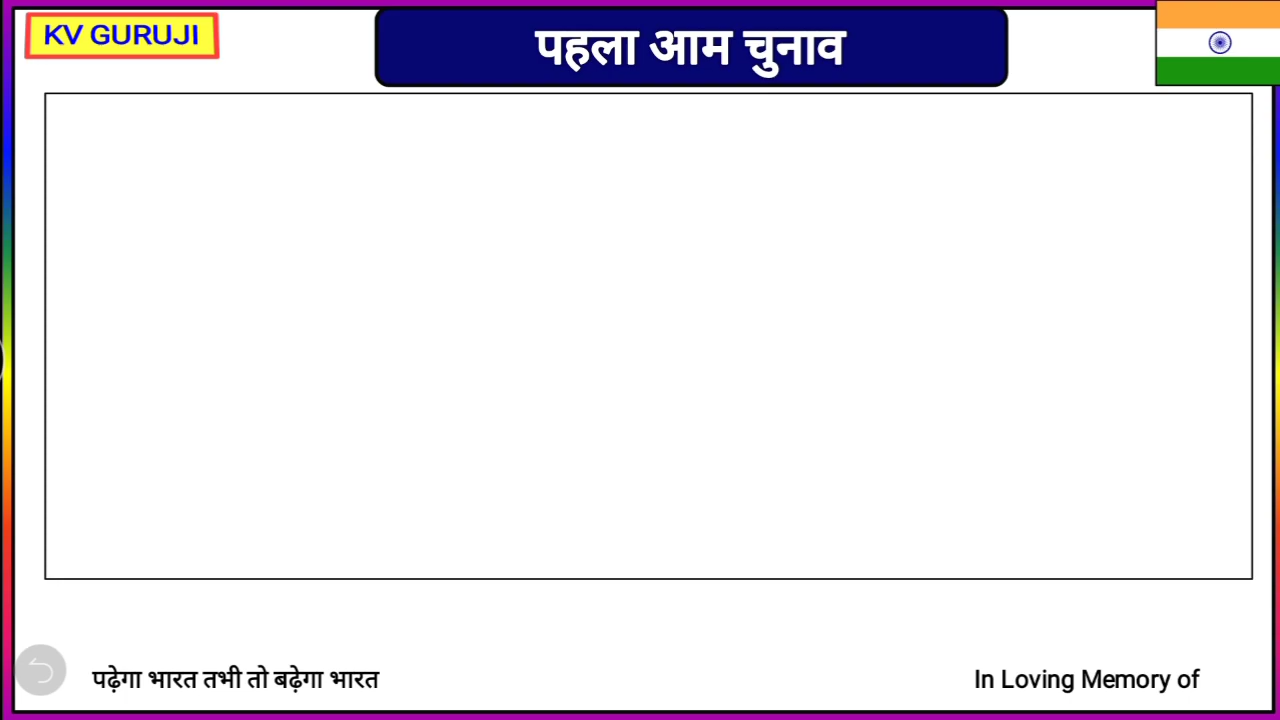 KV GURUJI
पहला आम चुनाव
पढ़ेगा भारत तभी तो बढ़ेगा भारत
In Loving Memory of